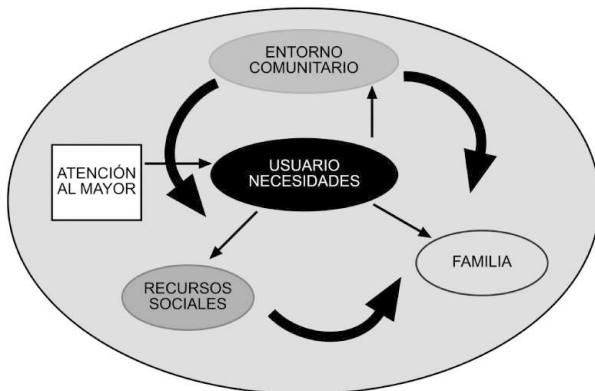 ENTORNO
COMUNITARIO
ATENCIÓN
AL MAYOR
USUARIO
NECESIDADES
RECURSOS
SOCIALES
FAMILIA